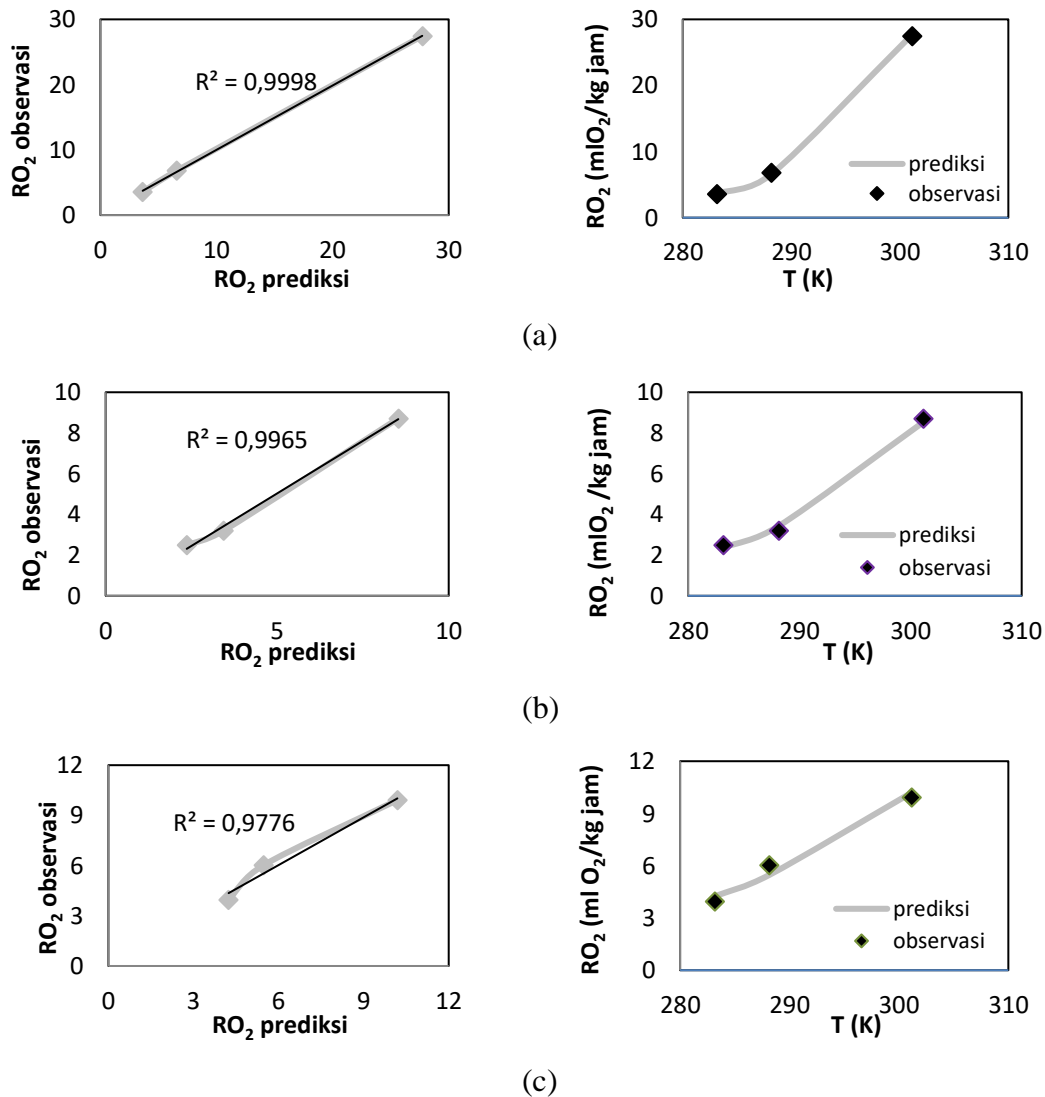 30
20
10
0
RO₂ observasi
R² = 0,9998
0 10 20 30
RO₂ prediksi
30
20
10
0
RO₂ (mlO₂/kg jam)
prediksi
observasi
280 290 300 310
T (K)
(a)
10
8
6
4
2
0
RO₂ observasi
R² = 0,9965
0 5 10
RO₂ prediksi
10
8
6
4
2
0
RO₂ (mlO₂ /kg jam)
prediksi
observasi
280 290 300 310
T (K)
(b)
12
9
6
3
0
RO₂ observasi
R² = 0,9776
0 3 6 9 12
RO₂ prediksi
12
9
6
3
0
RO₂ (ml O₂/kg jam)
prediksi
observasi
280 290 300 310
T (K)
(c)